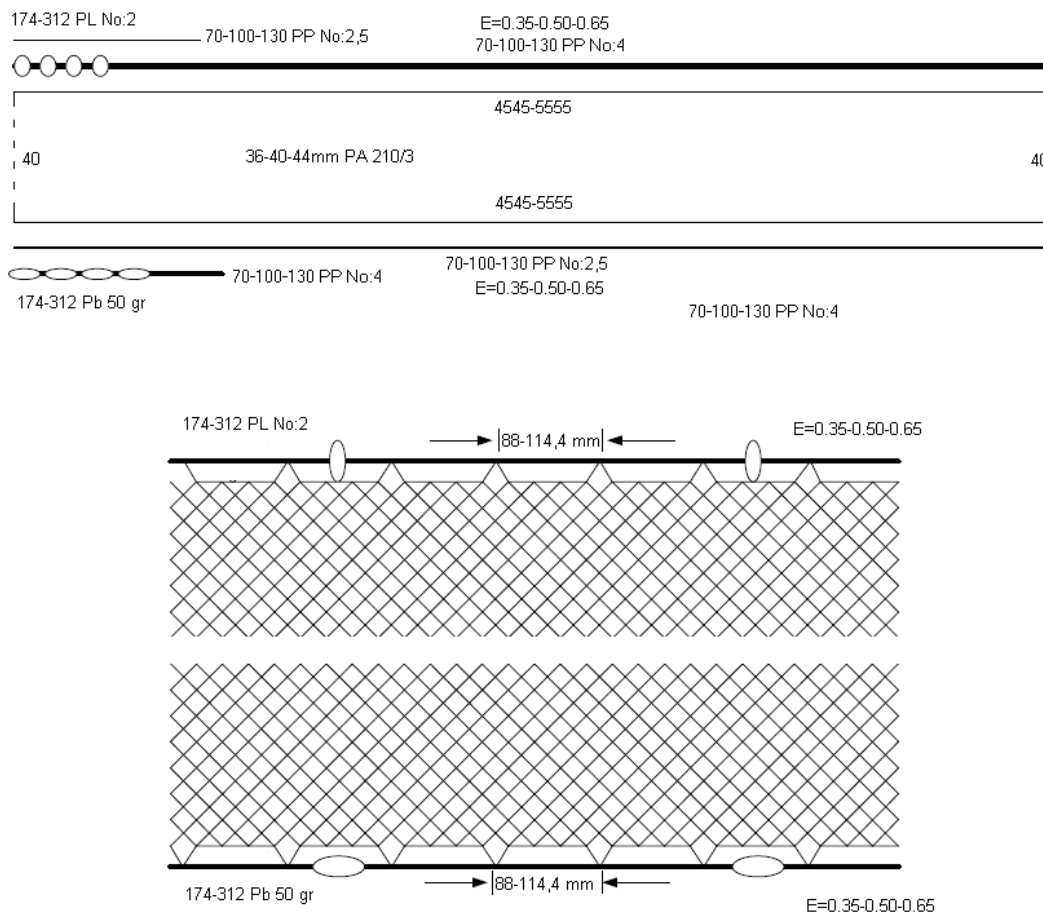 174-312 PL No:2
70-100-130 PP No:2,5
E=0.35-0.50-0.65
70-100-130 PP No:4
4545-5555
40
36-40-44mm PA 210/3
40
4545-5555
70-100-130 PP No:4
70-100-130 PP No:2,5
E=0.35-0.50-0.65
174-312 Pb 50 gr
70-100-130 PP No:4
174-312 PL No:2
88-114,4 mm
E=0.35-0.50-0.65
174-312 Pb 50 gr
88-114,4 mm
E=0.35-0.50-0.65